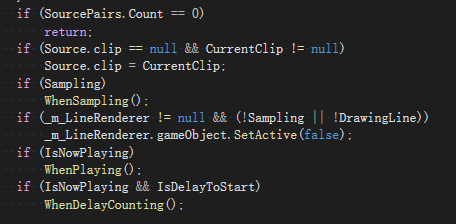 if (SourcePairs.Count == 0)
return;
if (Source.clip == null && CurrentClip != null)
Source.clip = CurrentClip;
if (Sampling)
WhenSampling();
if (_m_LineRenderer != null && (!Sampling || !DrawingLine))
_m_LineRenderer.gameObject.SetActive(false);
if (IsNowPlaying)
WhenPlaying();
if (IsNowPlaying && IsDelayToStart)
WhenDelayCounting();